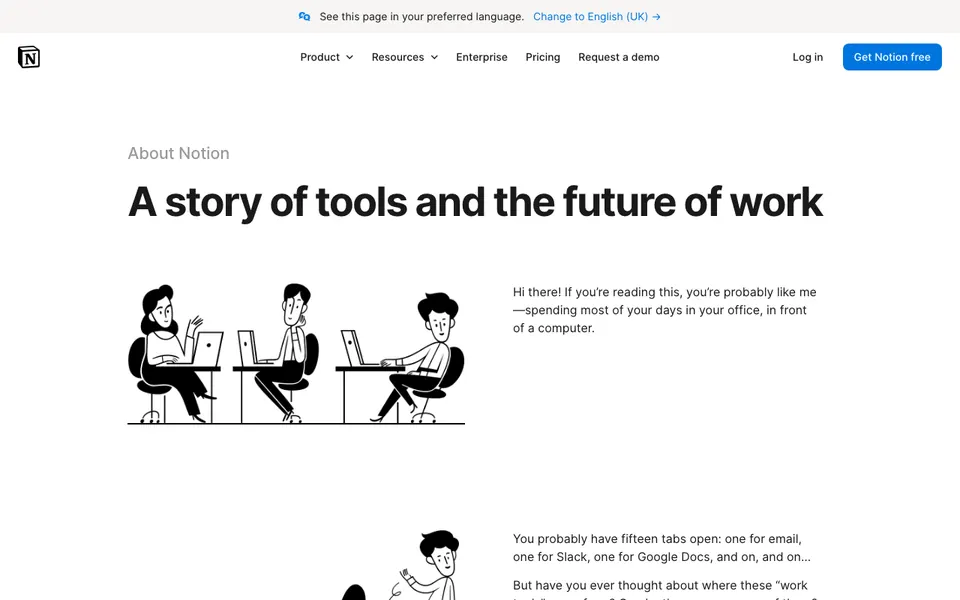 See this page in your preferred language. Change to English (UK) →
N
Product
Resources
Enterprise
Pricing
Request a demo
Log in
Get Notion free
About Notion
A story of tools and the future of work
Hi there! If you’re reading this, you’re probably like me
—spending most of your days in your office, in front
of a computer.
You probably have fifteen tabs open: one for email,
one for Slack, one for Google Docs, and on, and on...
But have you ever thought about where these “work